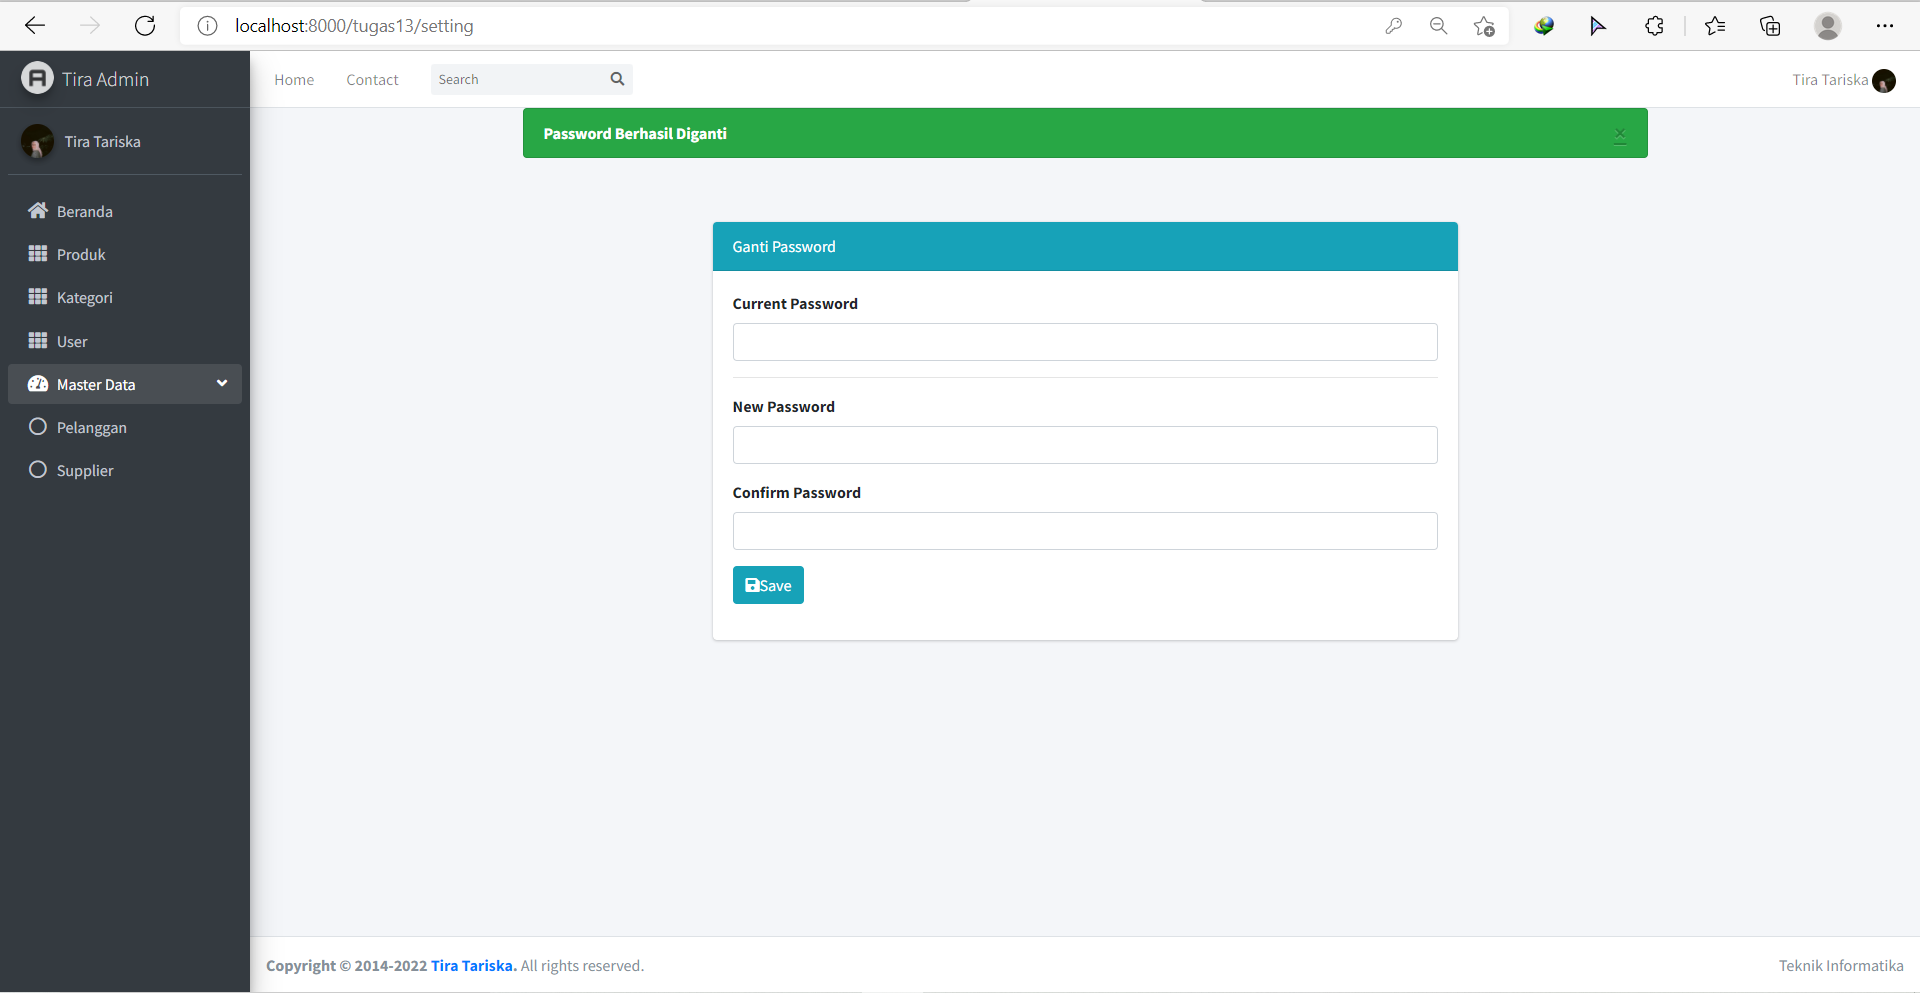 localhost:8000/tugas13/setting
Tira Admin
Home Contact Search
Tira Tariska
Tira Tariska
Beranda
Produk
Kategori
User
Master Data
Pelanggan
Supplier
Password Berhasil Diganti ×
Ganti Password
Current Password
New Password
Confirm Password
Save
Copyright © 2014-2022 Tira Tariska. All rights reserved.
Teknik Informatika